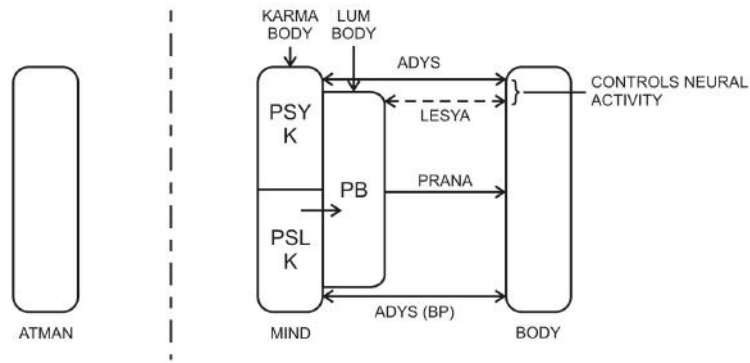 KARMA
BODY
LUM
BODY
ADYS
CONTROLS NEURAL
ACTIVITY
LESYA
PSY
K
PB
PRANA
PSL
K
ADYS (BP)
ATMAN
MIND
BODY